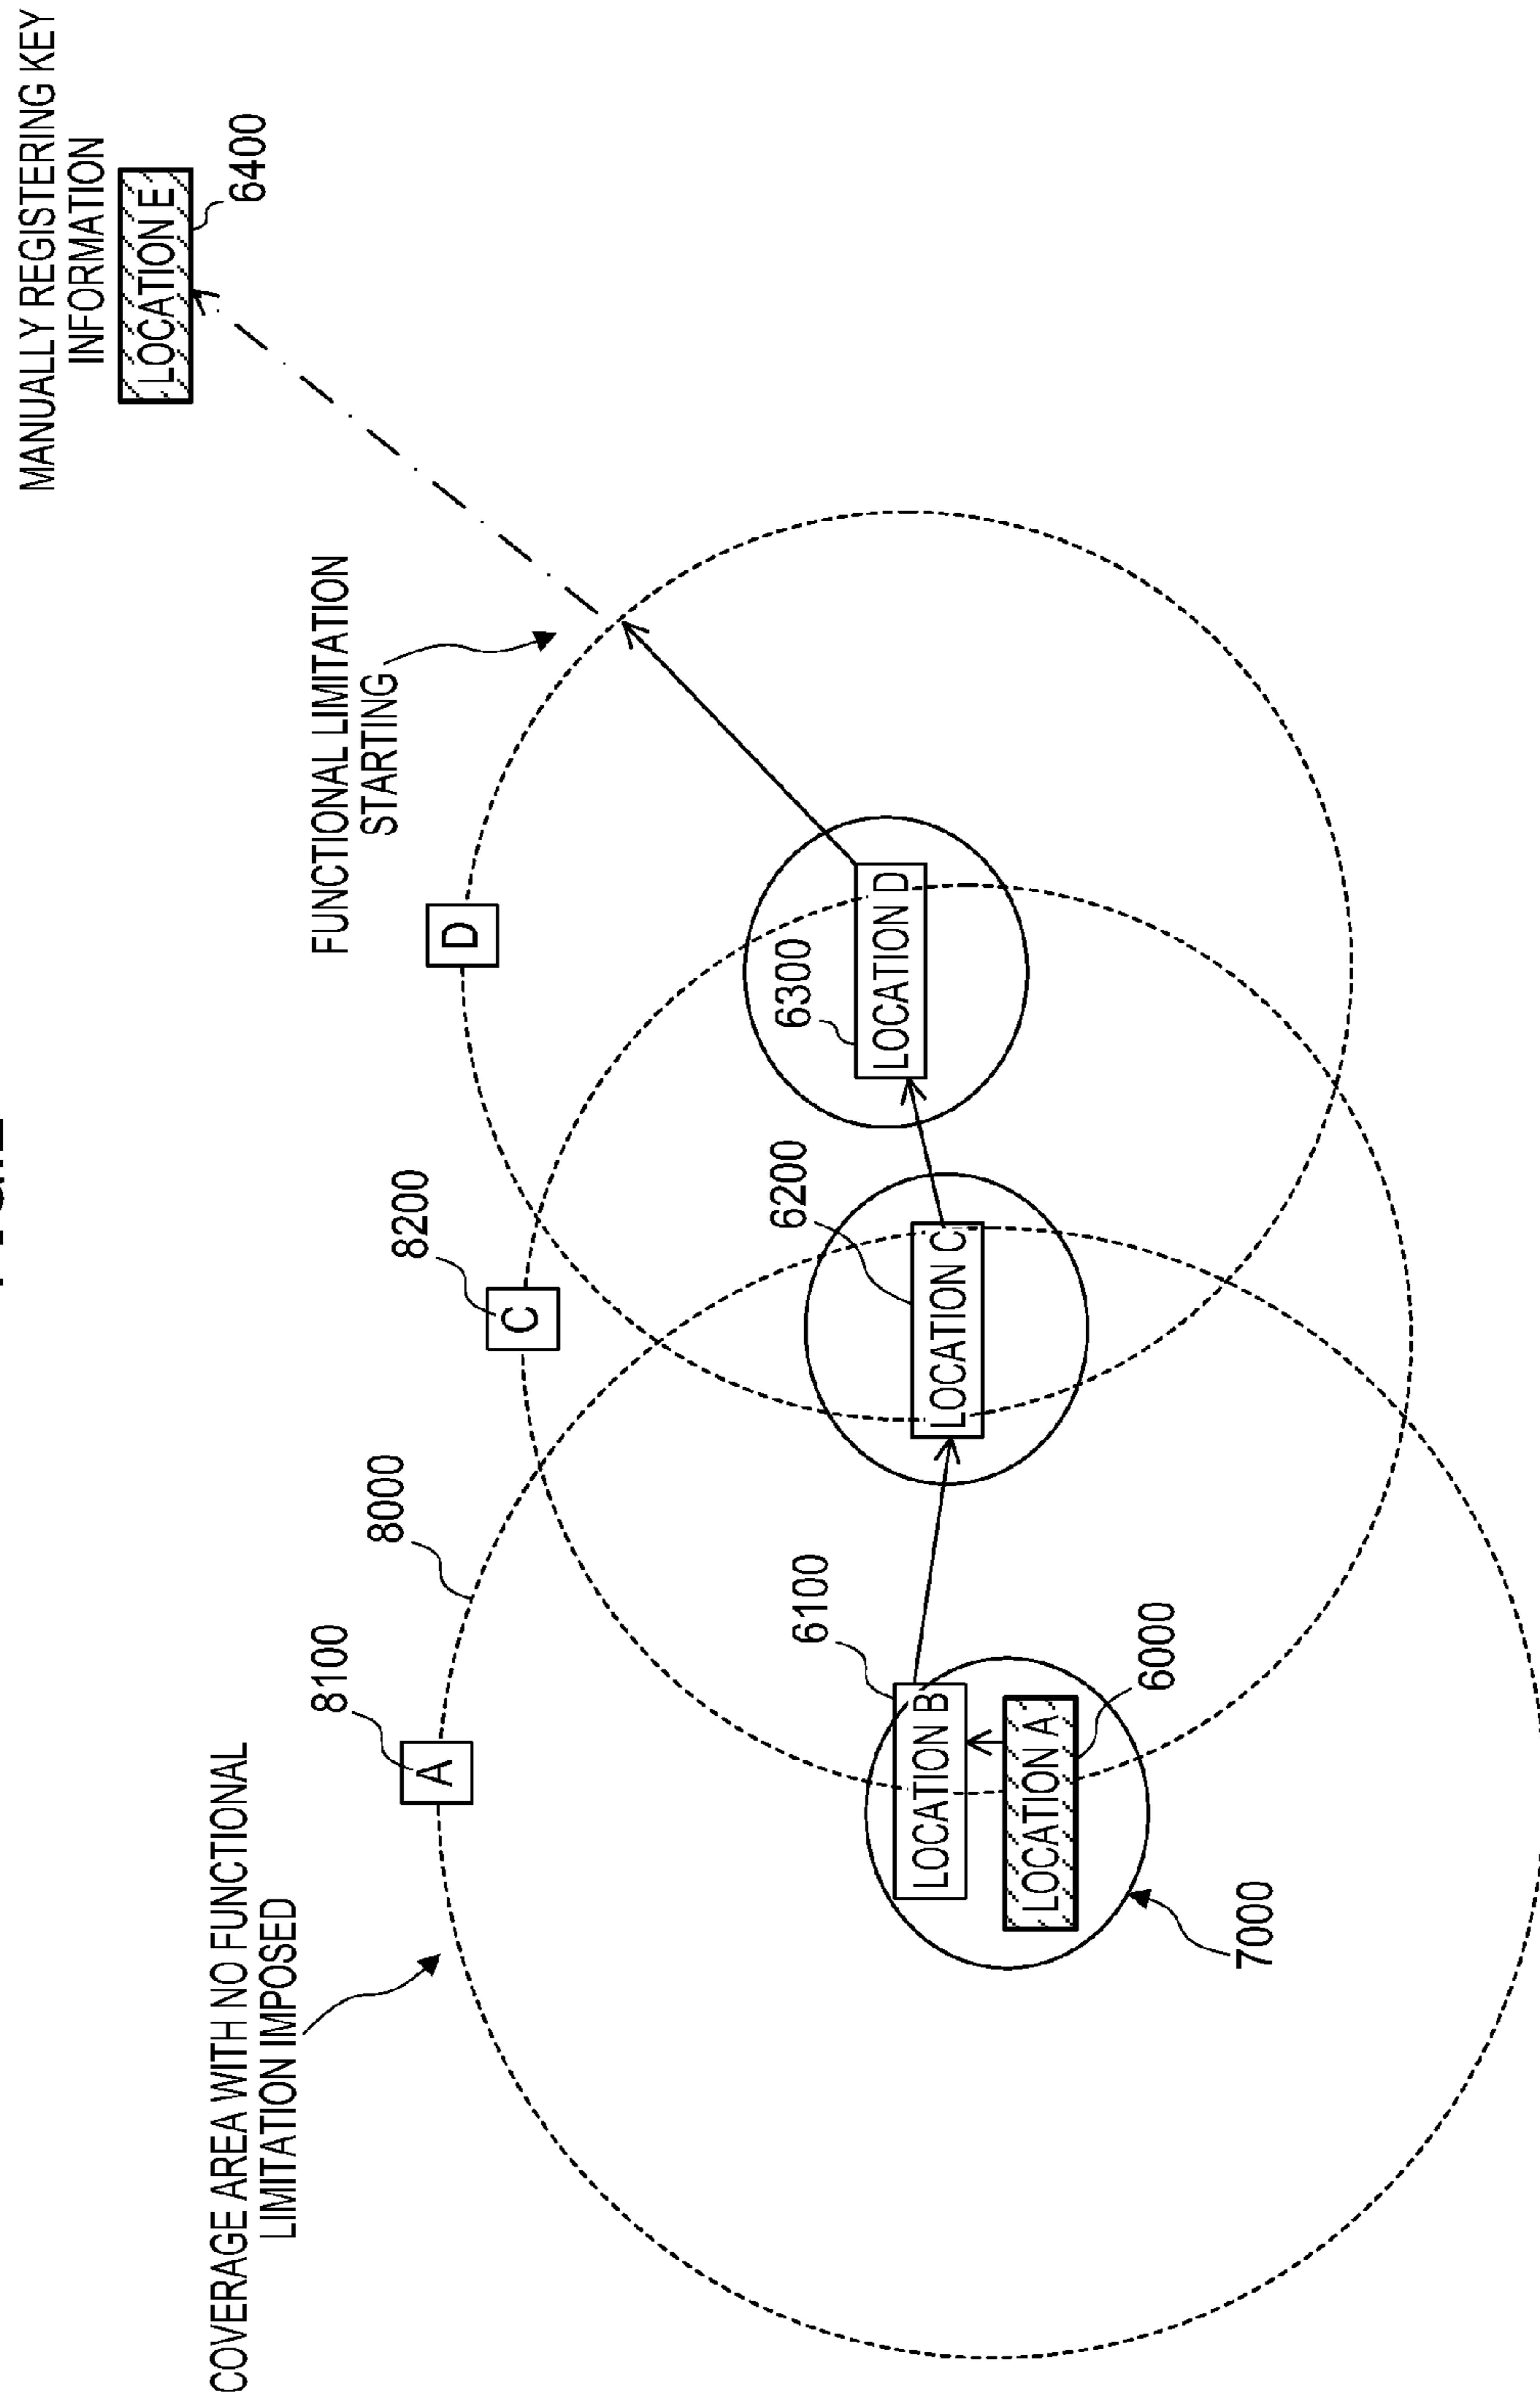 COVERAGE AREA WITH NO FUNCTIONAL
LIMITATION IMPOSED
8100
A
8000
8200
C
D
FUNCTIONAL LIMITATION
STARTING
MANUALLY REGISTERING KEY
INFORMATION
LOCATION E
6400
6100
LOCATION B
LOCATION A
6000
7000
6200
LOCATION C
6300
LOCATION D